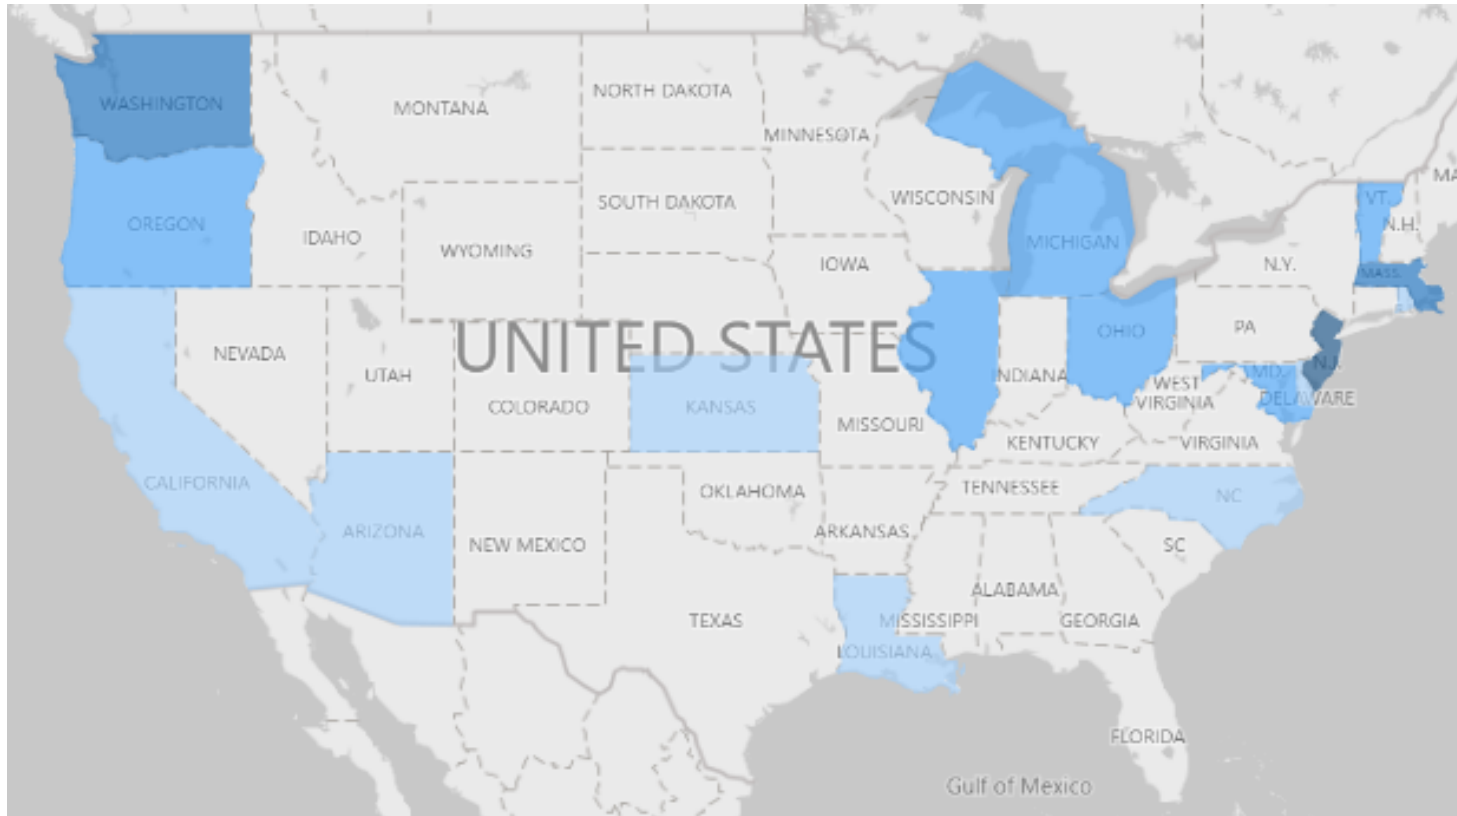 WASHINGTON
MONTANA
NORTH DAKOTA
MINNESOTA
MA
VT.
N.H.
OREGON
IDAHO
WYOMING
SOUTH DAKOTA
WISCONSIN
MICHIGAN
IOWA
N.Y.
MASS.
NEVADA
UTAH
UNITED STATES
OHIO
PA
N.J.
COLORADO
KANSAS
MISSOURI
INDIANA
WEST
VIRGINIA
MD.
DELAWARE
KENTUCKY
VIRGINIA
CALIFORNIA
ARIZONA
NEW MEXICO
OKLAHOMA
ARKANSAS
TENNESSEE
NC
SC
TEXAS
LOUISIANA
MISSISSIPPI
ALABAMA
GEORGIA
FLORIDA
Gulf of Mexico